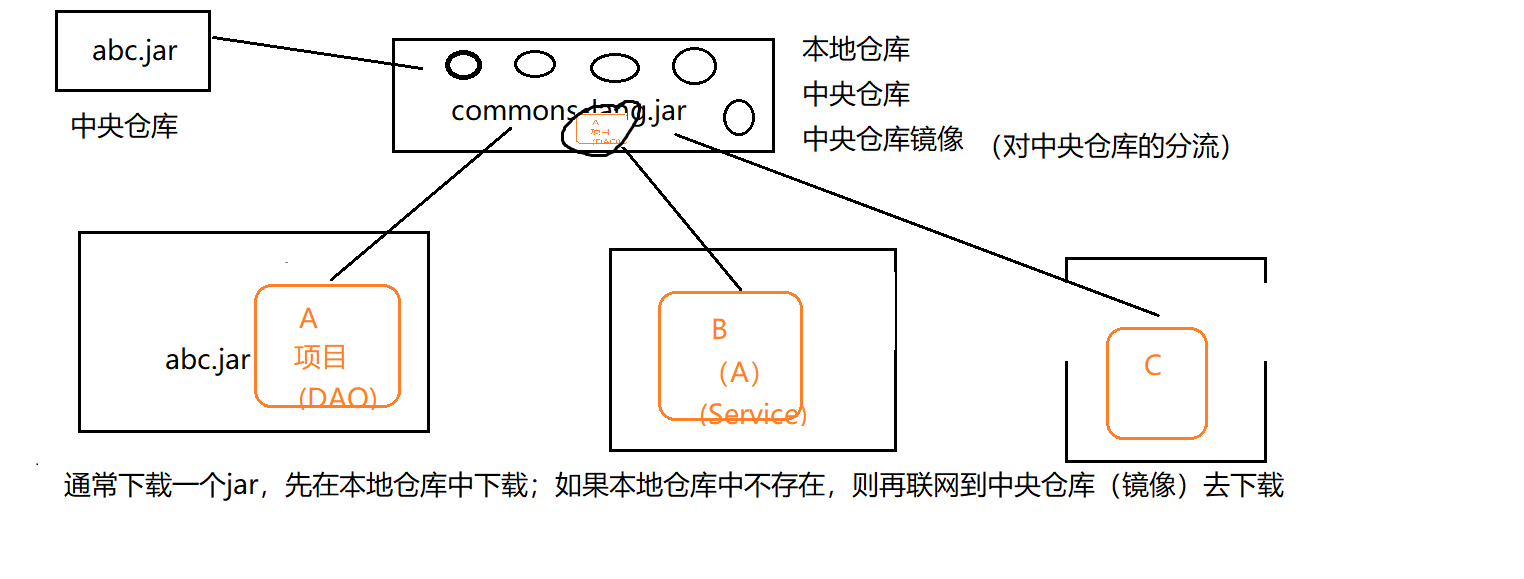 abc.jar
中央仓库
commons-lang.jar
A
项目
(DAO)
本地仓库
中央仓库
中央仓库镜像 （对中央仓库的分流）
abc.jar
A
项目
(DAO)
B
（A）
(Service)
C
通常下载一个jar，先在本地仓库中下载；如果本地仓库中不存在，则再联网到中央仓库（镜像）去下载